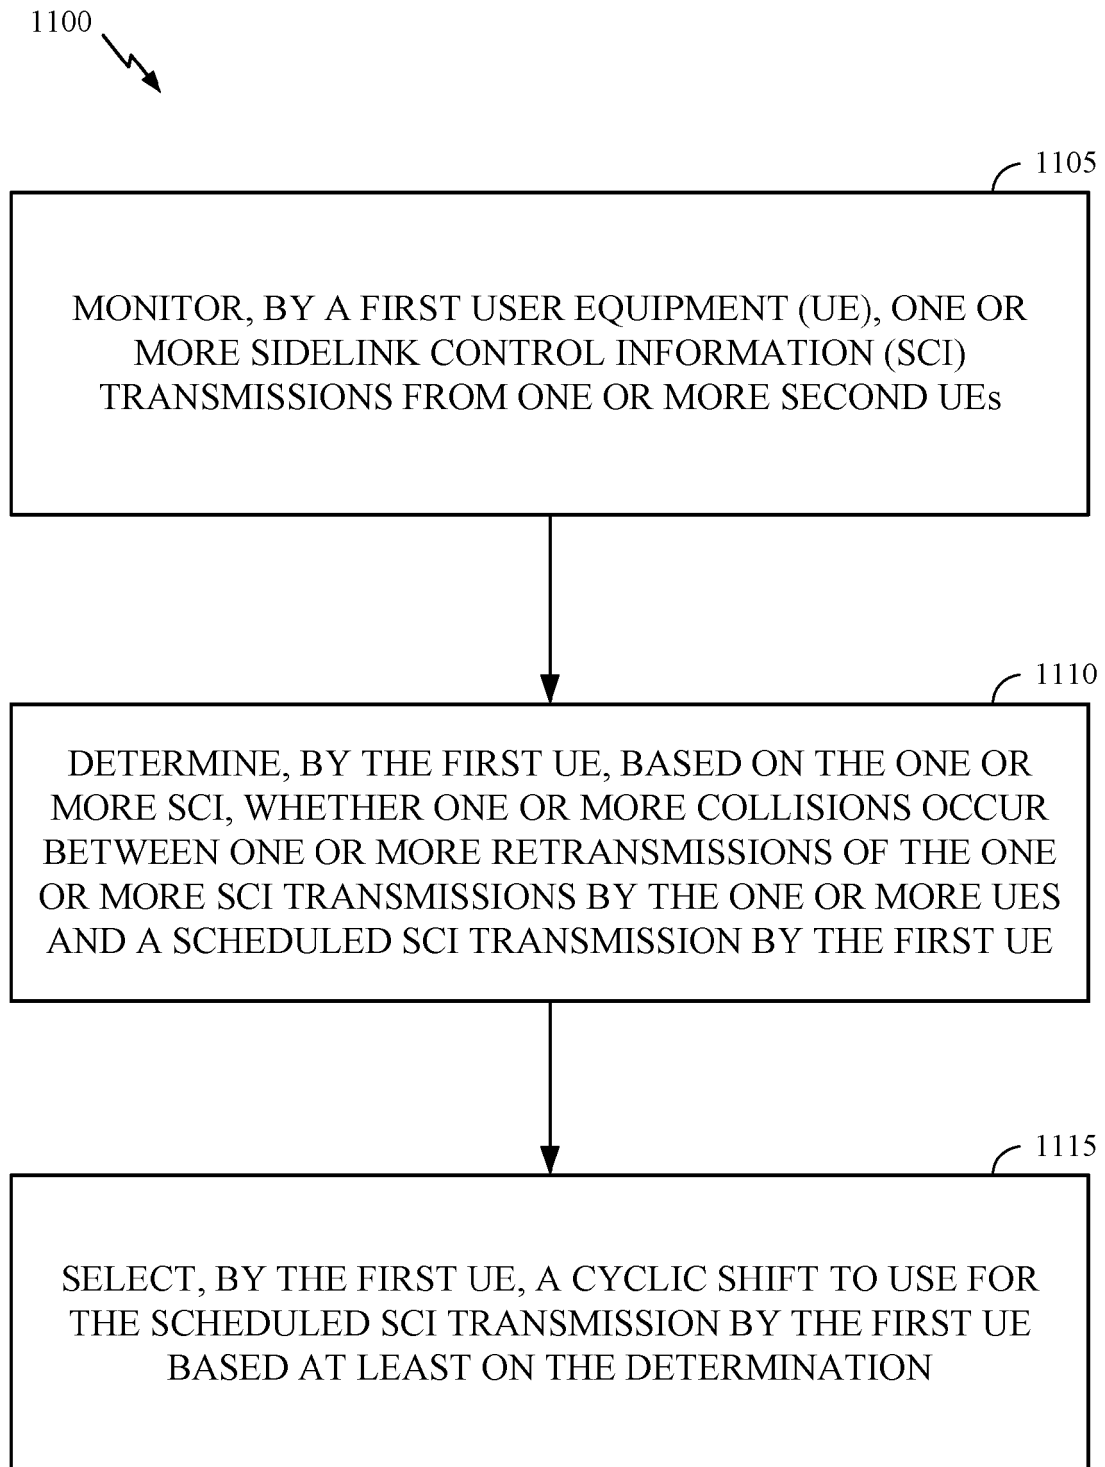 1100
1105
MONITOR, BY A FIRST USER EQUIPMENT (UE), ONE OR
MORE SIDELINK CONTROL INFORMATION (SCI)
TRANSMISSIONS FROM ONE OR MORE SECOND UEs
1110
DETERMINE, BY THE FIRST UE, BASED ON THE ONE OR
MORE SCI, WHETHER ONE OR MORE COLLISIONS OCCUR
BETWEEN ONE OR MORE RETRANSMISSIONS OF THE ONE
OR MORE SCI TRANSMISSIONS BY THE ONE OR MORE UES
AND A SCHEDULED SCI TRANSMISSION BY THE FIRST UE
1115
SELECT, BY THE FIRST UE, A CYCLIC SHIFT TO USE FOR
THE SCHEDULED SCI TRANSMISSION BY THE FIRST UE
BASED AT LEAST ON THE DETERMINATION